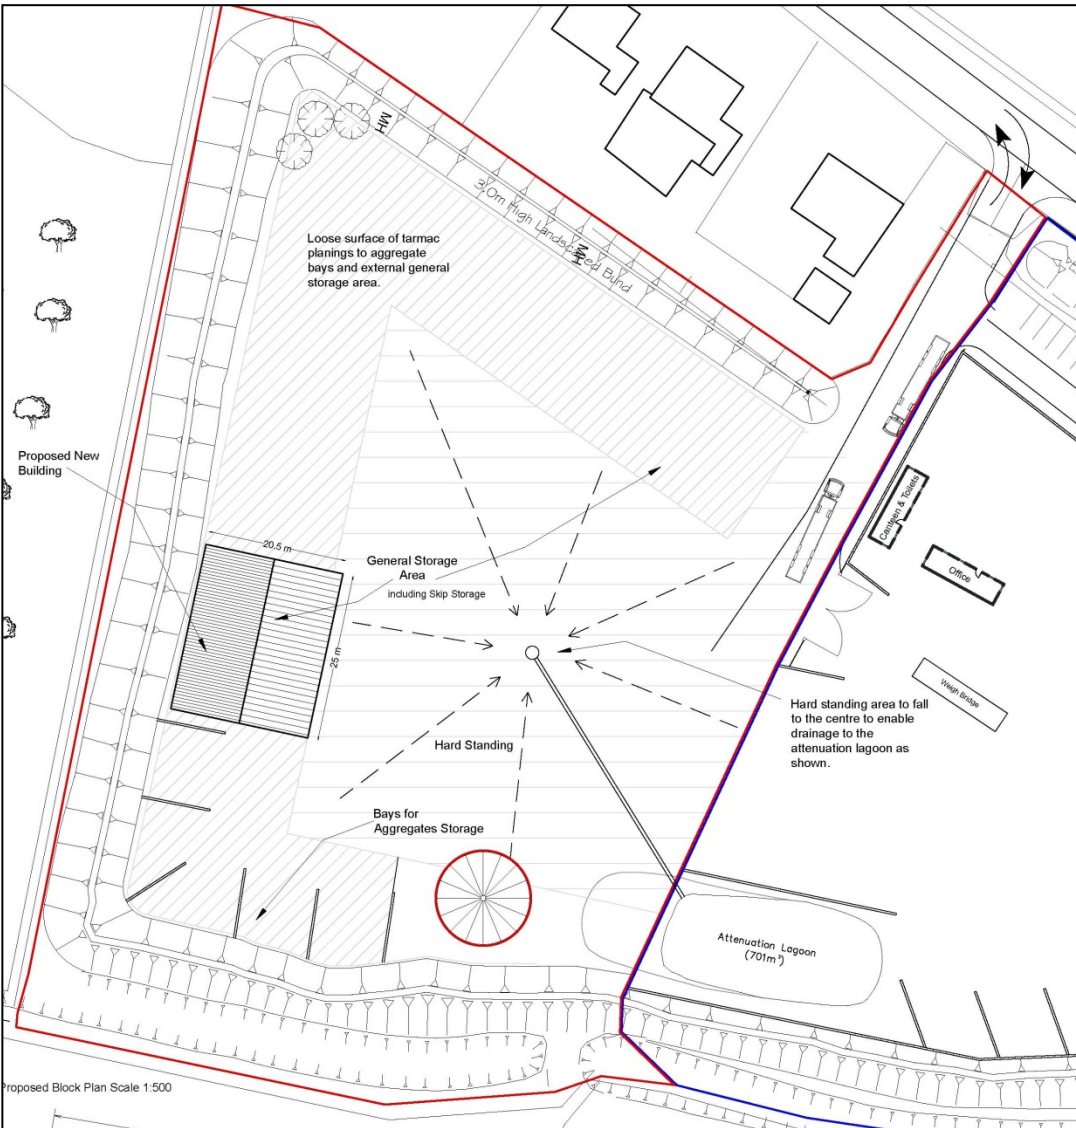 MH
3.0m High Landscaped Bund
MH
Loose surface of tarmac
planings to aggregate
bays and external general
storage area.
Proposed New
Building
20.5 m
25 m
General Storage
Area
including Skip Storage
Canteen & Toilets
Office
Weigh Bridge
Hard standing area to fall
to the centre to enable
drainage to the
attenuation lagoon as
shown.
Hard Standing
Bays for
Aggregates Storage
Attenuation Lagoon
(701m³)
Proposed Block Plan Scale 1:500